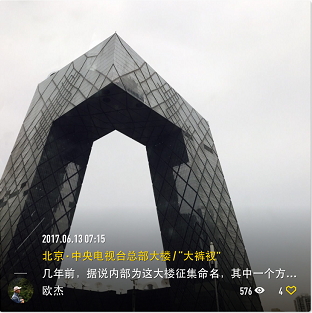 2017.06.13 07:15
北京·中央电视台总部大楼/"大裤衩"
几年前，据说内部为这大楼征集命名，其中一个方...
欧杰
576
4